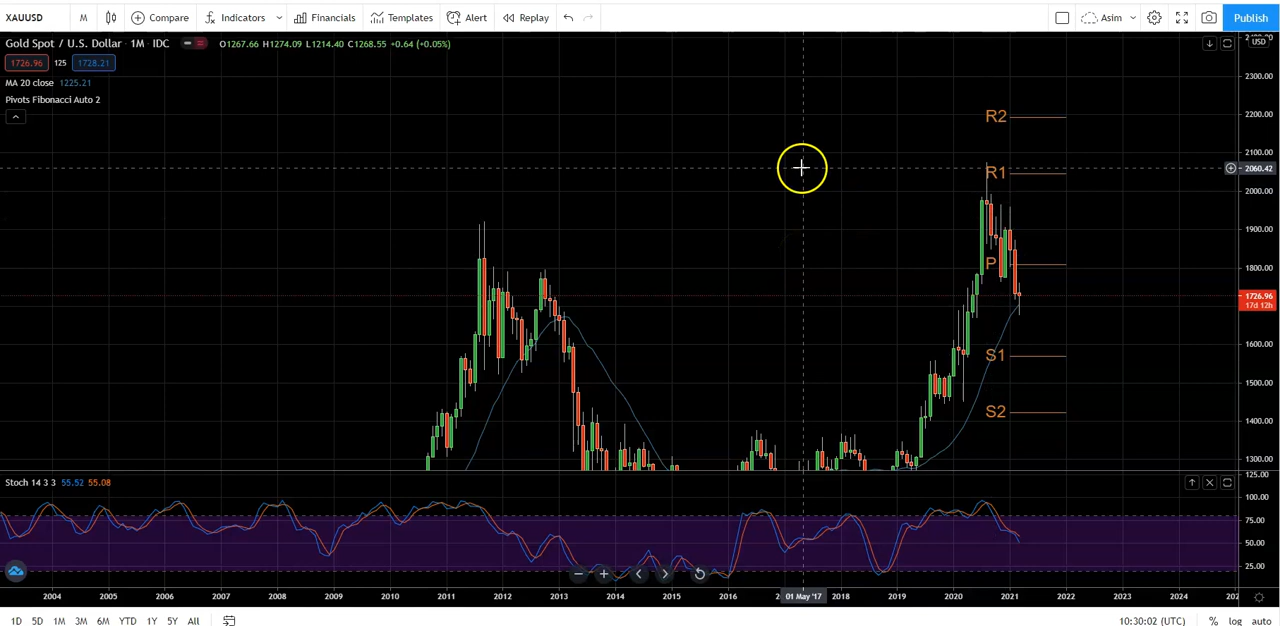 XAUUSD M Compare Indicators Financials Templates Alert Replay Asim Publish
Gold Spot / U.S. Dollar · 1M · IDC O1267.66 H1274.09 L1214.40 C1268.55 +0.64 (+0.05%)
1726.96 125 1728.21
MA 20 close 1225.21
Pivots Fibonacci Auto 2
USD
2300.00
R2
2200.00
2100.00
2060.42
R1
2000.00
1900.00
P
1800.00
1726.96
17d 12h
1600.00
S1
1500.00
S2
1400.00
1300.00
Stoch 14 3 3 55.52 55.08
125.00
100.00
75.00
50.00
25.00
2004 2005 2006 2007 2008 2009 2010 2011 2012 2013 2014 2015 2016 01 May '17 2018 2019 2020 2021 2022 2023 2024
1D 5D 1M 3M 6M YTD 1Y 5Y All 10:30:02 (UTC) % log auto